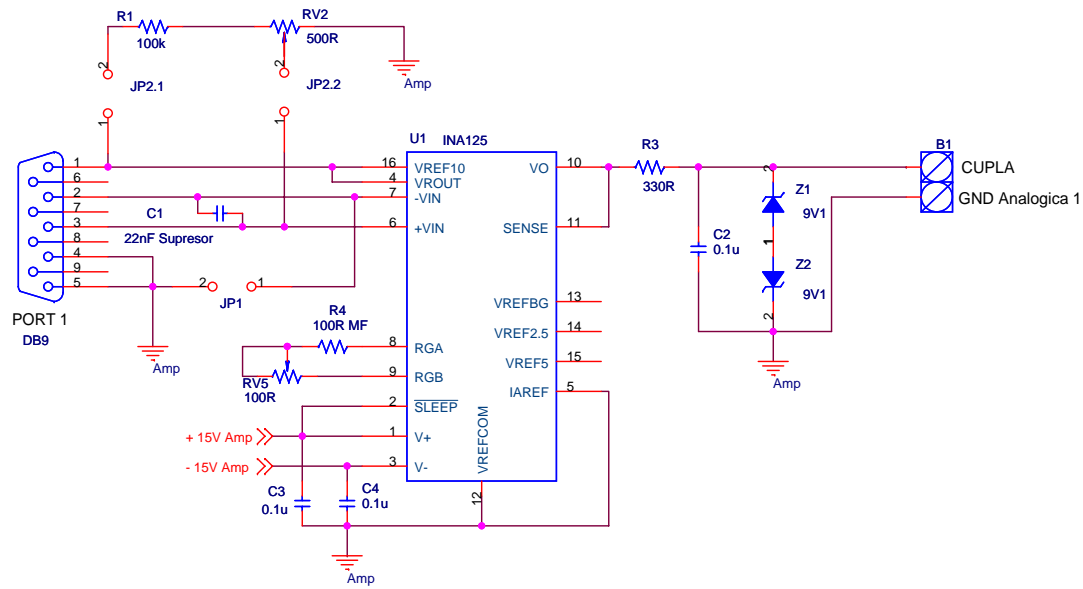 R1
100k
RV2
500R
2
2
JP2.1
JP2.2
Amp
1
1
U1 INA125
R3
330R
B1
CUPLA
GND Analogica 1
1
6
2
7
3
8
4
9
5
PORT 1
DB9
C1
22nF Supresor
16 VREF10
4 VROUT
7 -VIN
6 +VIN
VO 10
SENSE 11
VREFBG 13
VREF2.5 14
VREF5 15
IAREF 5
C2
0.1u
2
Z1
9V1
1
Z2
9V1
2
Amp
2
1
JP1
Amp
R4
100R MF
RV5
100R
8 RGA
9 RGB
2 SLEEP
1 V+
3 V-
VREFCOM
12
+ 15V Amp
- 15V Amp
C3
0.1u
C4
0.1u
Amp